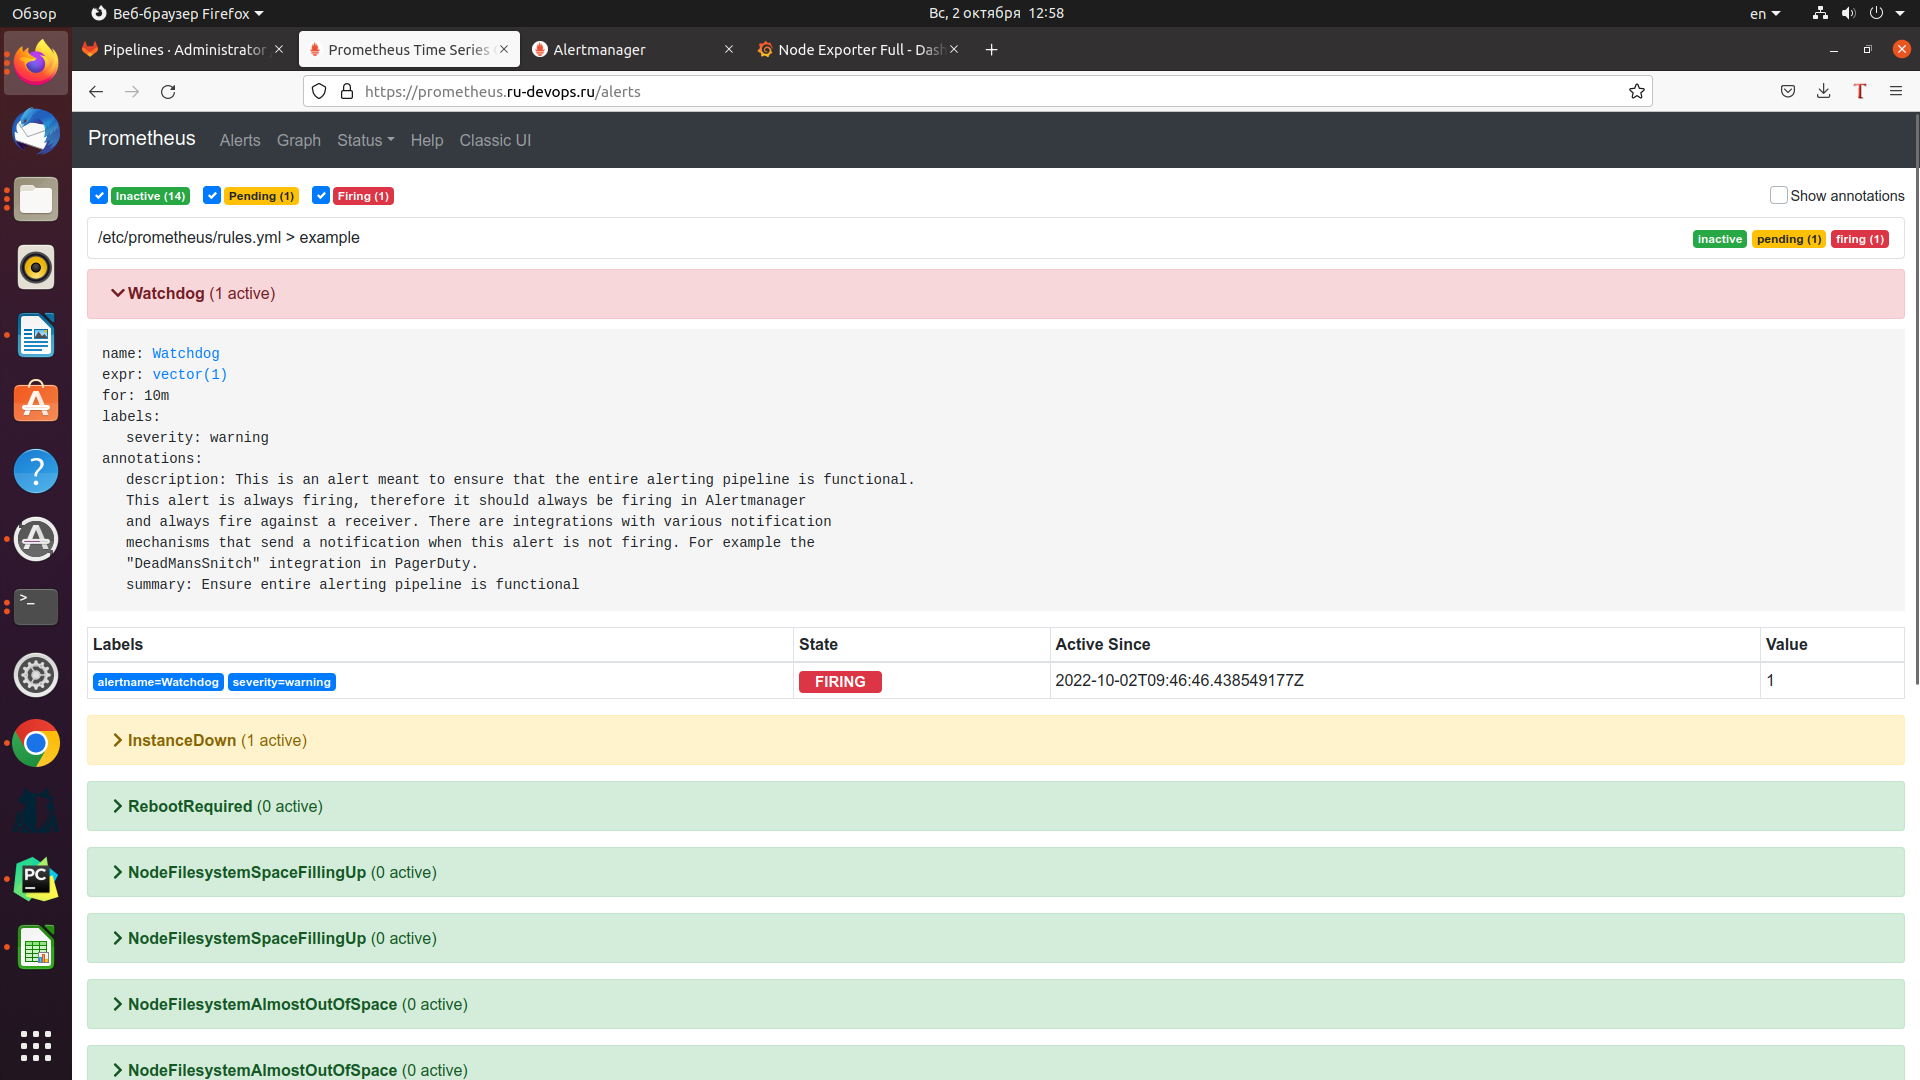 Обзор
Веб-браузер Firefox
Вс, 2 октября 12:58
en
Pipelines · Administrator
Prometheus Time Series
Alertmanager
Node Exporter Full - Dash
https://prometheus.ru-devops.ru/alerts
Prometheus
Alerts
Graph
Status
Help
Classic UI
Inactive (14)
Pending (1)
Firing (1)
Show annotations
/etc/prometheus/rules.yml > example
inactive
pending (1)
firing (1)
Watchdog (1 active)
name: Watchdog
expr: vector(1)
for: 10m
labels:
severity: warning
annotations:
description: This is an alert meant to ensure that the entire alerting pipeline is functional.
This alert is always firing, therefore it should always be firing in Alertmanager
and always fire against a receiver. There are integrations with various notification
mechanisms that send a notification when this alert is not firing. For example the
"DeadMansSnitch" integration in PagerDuty.
summary: Ensure entire alerting pipeline is functional
Labels
State
Active Since
Value
alertname=Watchdog
severity=warning
FIRING
2022-10-02T09:46:46.438549177Z
1
InstanceDown (1 active)
RebootRequired (0 active)
NodeFilesystemSpaceFillingUp (0 active)
NodeFilesystemSpaceFillingUp (0 active)
NodeFilesystemAlmostOutOfSpace (0 active)
NodeFilesystemAlmostOutOfSpace (0 active)